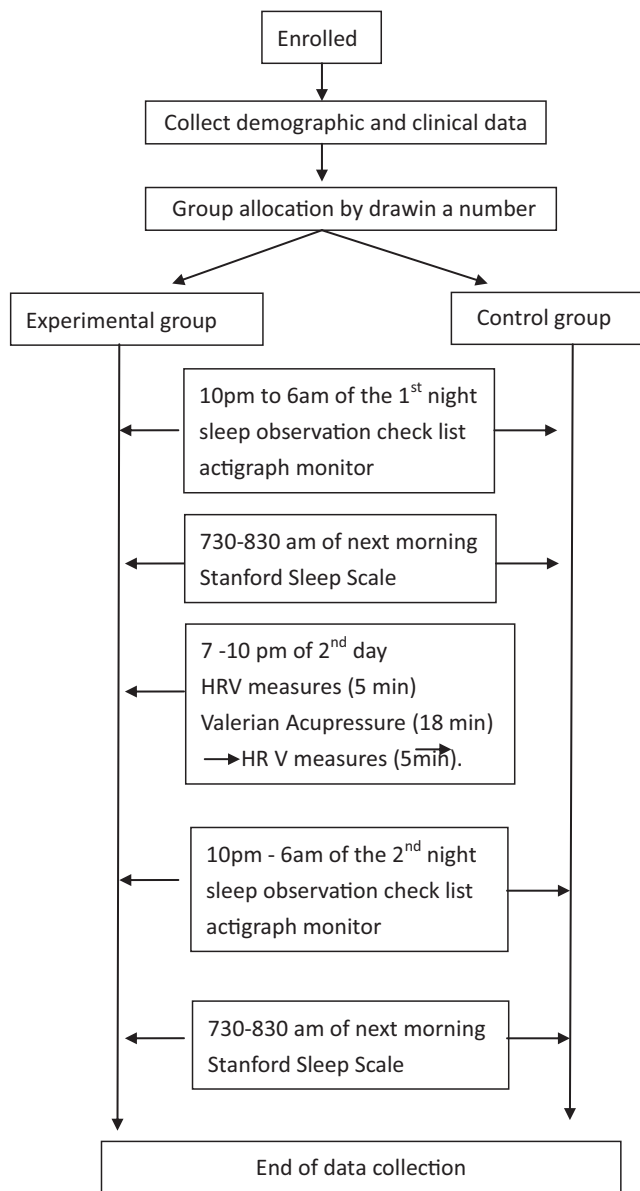 Enrolled
Collect demographic and clinical data
Group allocation by drawin a number
Experimental group
Control group
10pm to 6am of the 1st night
sleep observation check list
actigraph monitor
730-830 am of next morning
Stanford Sleep Scale
7 -10 pm of 2nd day
HRV measures (5 min)
Valerian Acupressure (18 min)
HR V measures (5min).
10pm - 6am of the 2nd night
sleep observation check list
actigraph monitor
730-830 am of next morning
Stanford Sleep Scale
End of data collection